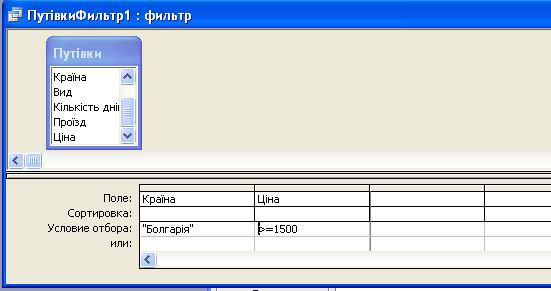 ПутівкиФильтр1 : фильтр
Путівки
Країна
Вид
Кількість дні
Проїзд
Ціна
Поле: Країна Ціна
Сортировка:
Условие отбора: "Болгарія" >=1500
или: